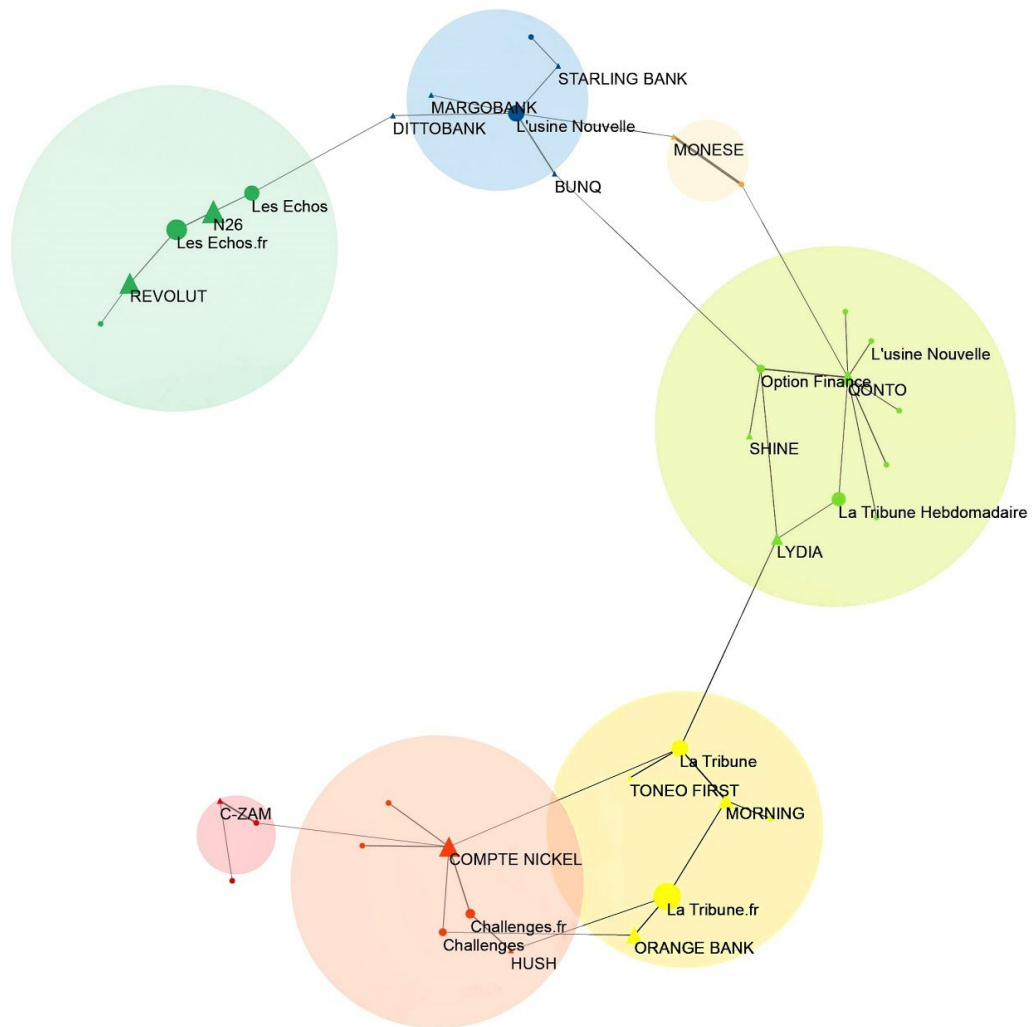 STARLING BANK
MARGOBANK
L'usine Nouvelle
DITTOBANK
MONESE
BUNQ
Les Echos
N26
Les Echos.fr
REVOLUT
L'usine Nouvelle
Option Finance
QONTO
SHINE
La Tribune Hebdomadaire
LYDIA
La Tribune
TONEO FIRST
MORNING
C-ZAM
COMPTE NICKEL
La Tribune.fr
Challenges.fr
Challenges
ORANGE BANK
HUSH